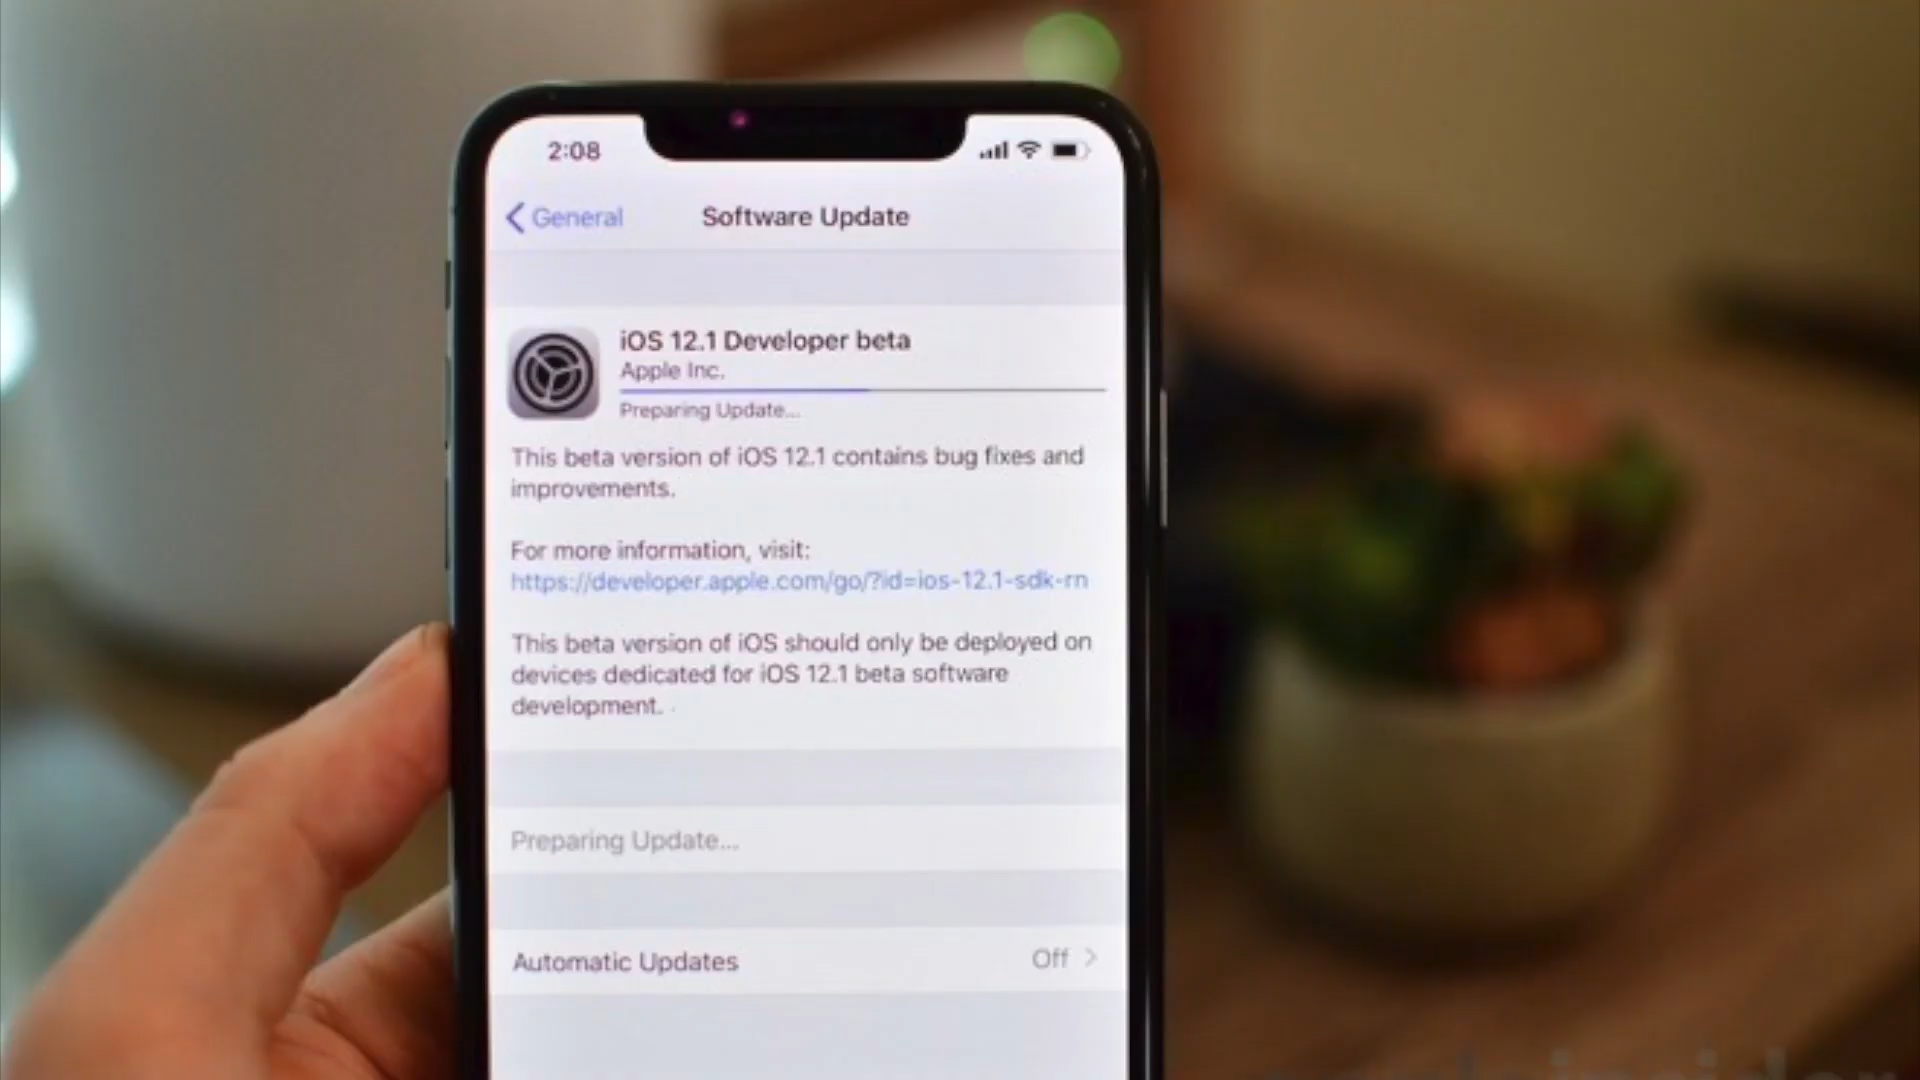 2:08
General
Software Update
iOS 12.1 Developer beta
Apple Inc.
Preparing Update...
This beta version of iOS 12.1 contains bug fixes and
improvements.
For more information, visit:
https://developer.apple.com/go/?id=ios-12.1-sdk-rn
This beta version of iOS should only be deployed on
devices dedicated for iOS 12.1 beta software
development.
Preparing Update...
Automatic Updates
Off